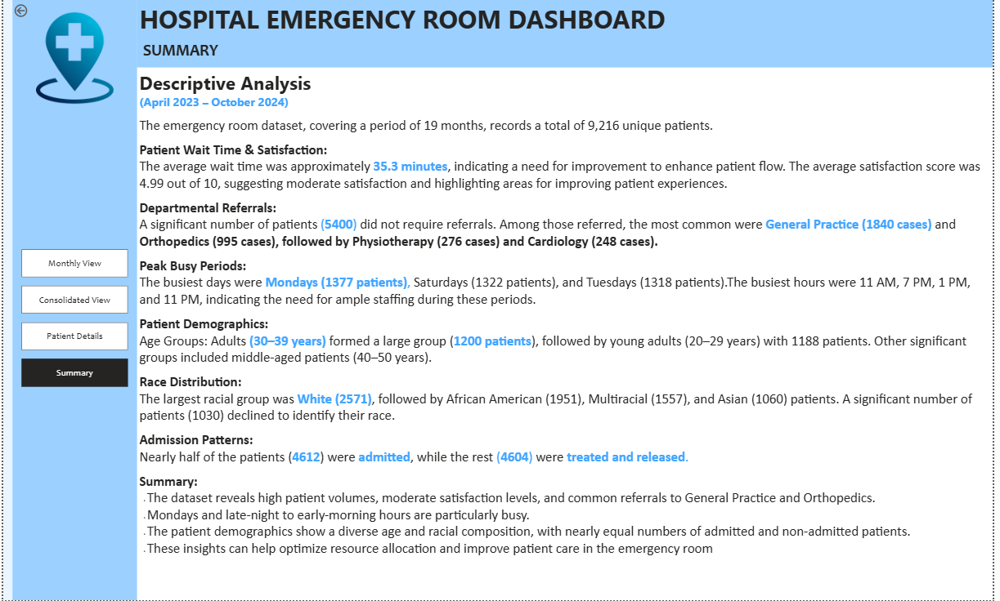 HOSPITAL EMERGENCY ROOM DASHBOARD
SUMMARY
Descriptive Analysis
(April 2023 – October 2024)
The emergency room dataset, covering a period of 19 months, records a total of 9,216 unique patients.
Patient Wait Time & Satisfaction:
The average wait time was approximately 35.3 minutes, indicating a need for improvement to enhance patient flow. The average satisfaction score was
4.99 out of 10, suggesting moderate satisfaction and highlighting areas for improving patient experiences.
Departmental Referrals:
A significant number of patients (5400) did not require referrals. Among those referred, the most common were General Practice (1840 cases) and
Orthopedics (995 cases), followed by Physiotherapy (276 cases) and Cardiology (248 cases).
Peak Busy Periods:
The busiest days were Mondays (1377 patients), Saturdays (1322 patients), and Tuesdays (1318 patients).The busiest hours were 11 AM, 7 PM, 1 PM,
and 11 PM, indicating the need for ample staffing during these periods.
Patient Demographics:
Age Groups: Adults (30–39 years) formed a large group (1200 patients), followed by young adults (20–29 years) with 1188 patients. Other significant
groups included middle-aged patients (40–50 years).
Race Distribution:
The largest racial group was White (2571), followed by African American (1951), Multiracial (1557), and Asian (1060) patients. A significant number of
patients (1030) declined to identify their race.
Admission Patterns:
Nearly half of the patients (4612) were admitted, while the rest (4604) were treated and released.
Summary:
. The dataset reveals high patient volumes, moderate satisfaction levels, and common referrals to General Practice and Orthopedics.
. Mondays and late-night to early-morning hours are particularly busy.
. The patient demographics show a diverse age and racial composition, with nearly equal numbers of admitted and non-admitted patients.
. These insights can help optimize resource allocation and improve patient care in the emergency room
Monthly View
Consolidated View
Patient Details
Summary